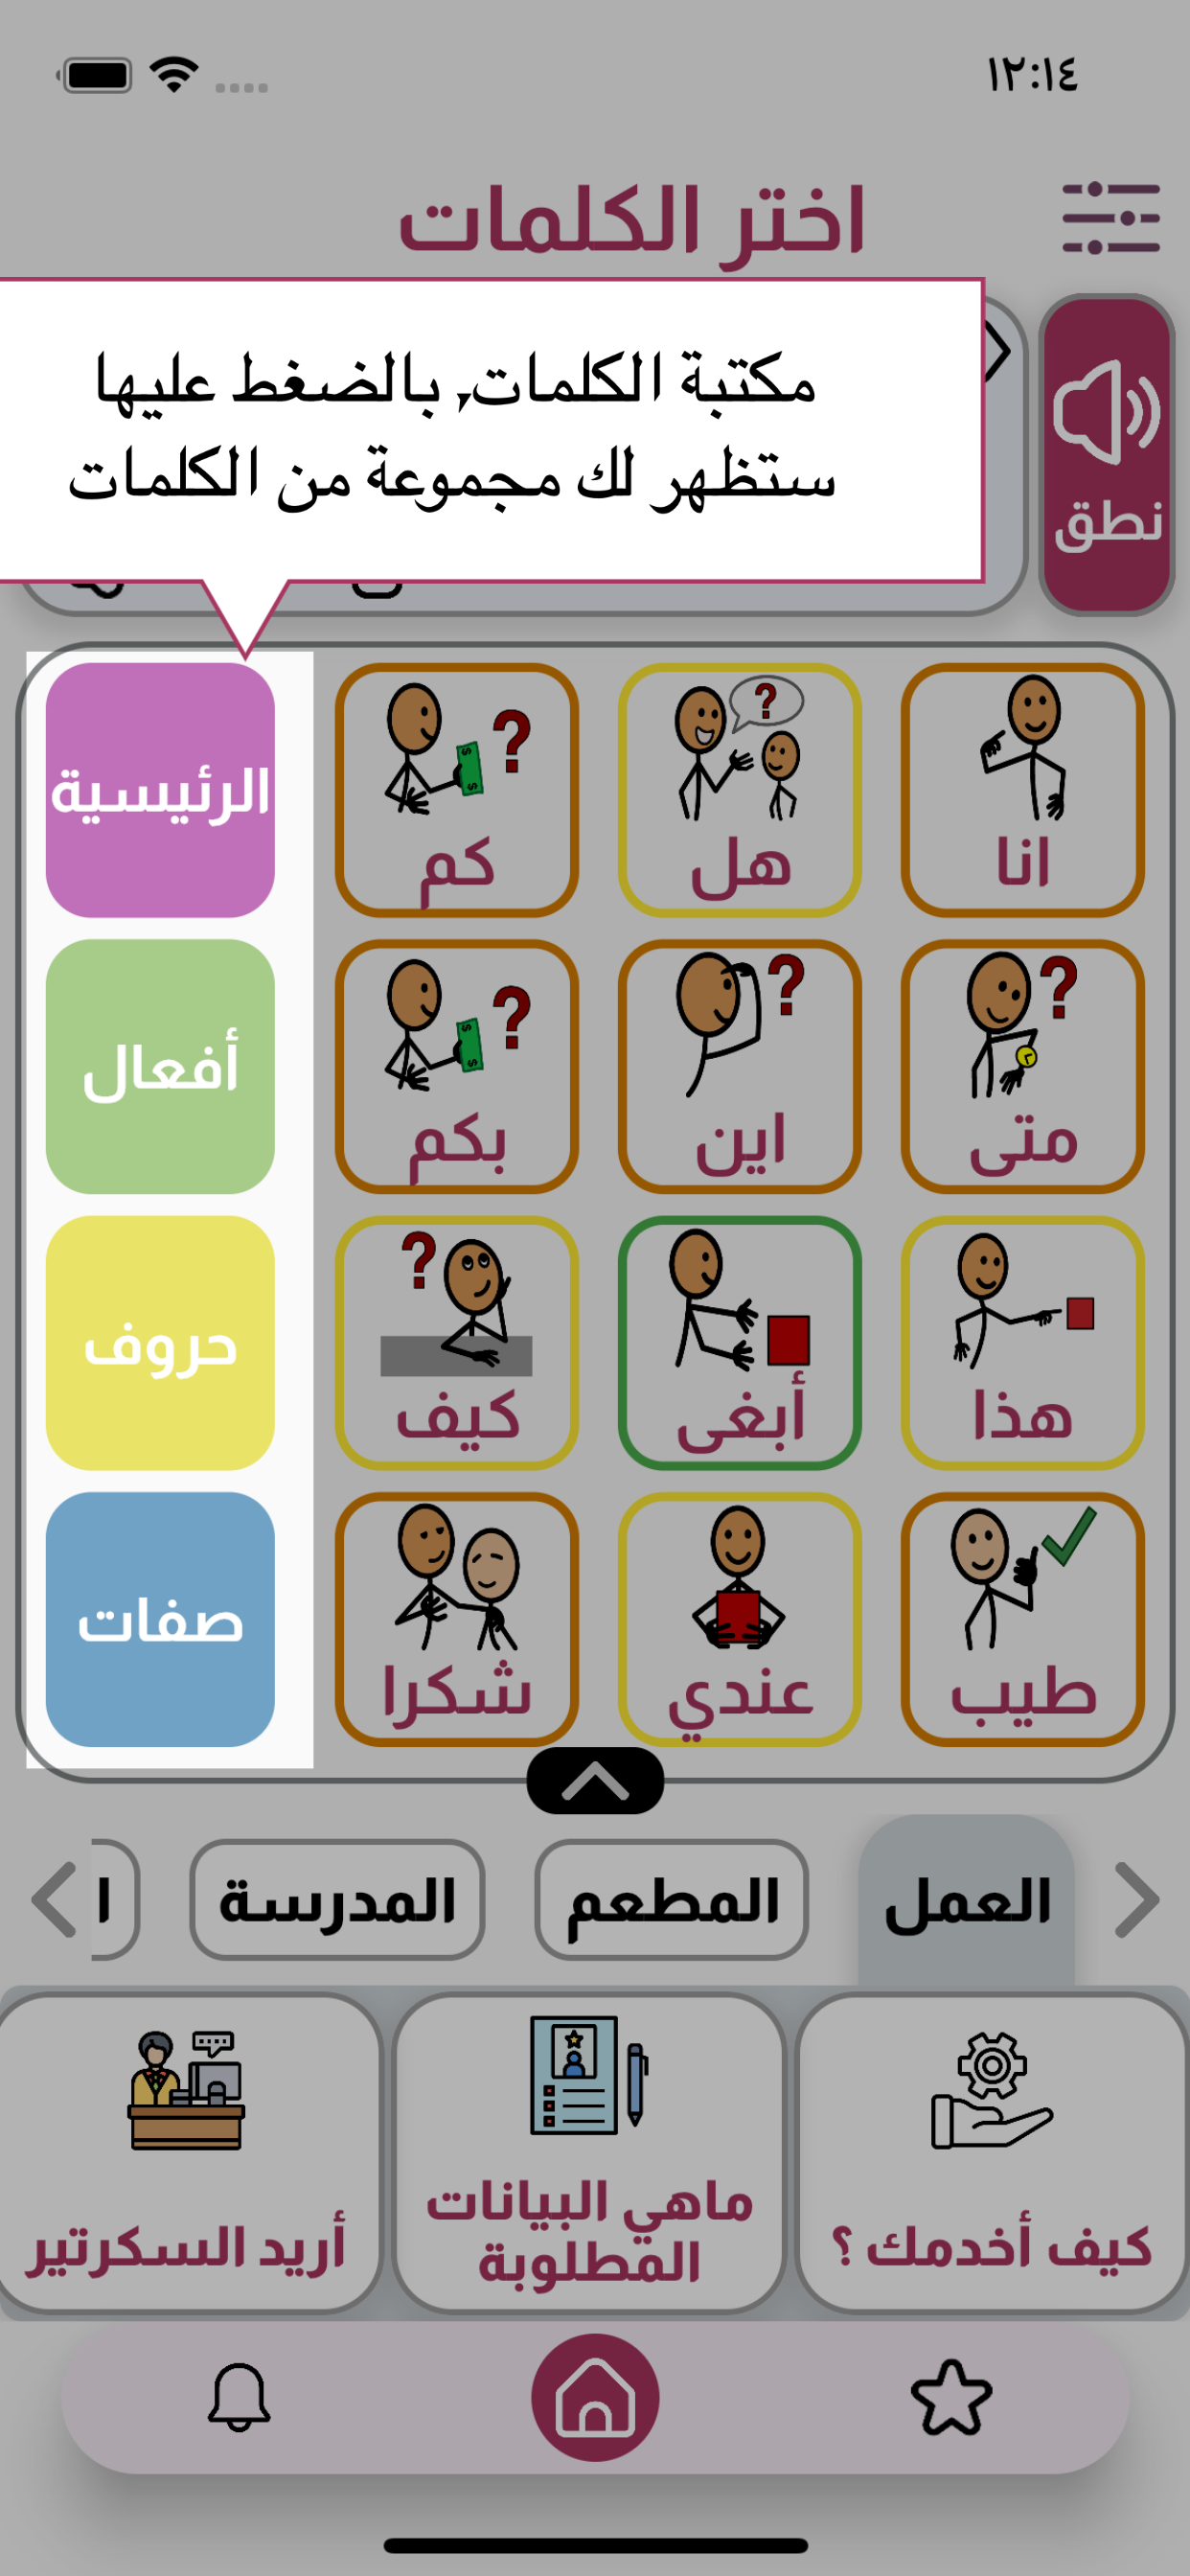 ١٢:١٤
اختر الكلمات
مكتبة الكلمات, بالضغط عليها
ستظهر لك مجموعة من الكلمات
نطق
انا
هل
كم
الرئيسية
متى
اين
بكم
أفعال
هذا
أبغى
كيف
حروف
طيب
عندي
شكرا
صفات
العمل
المطعم
المدرسة
ا
كيف أخدمك ؟
ماهي البيانات
المطلوبة
أريد السكرتير